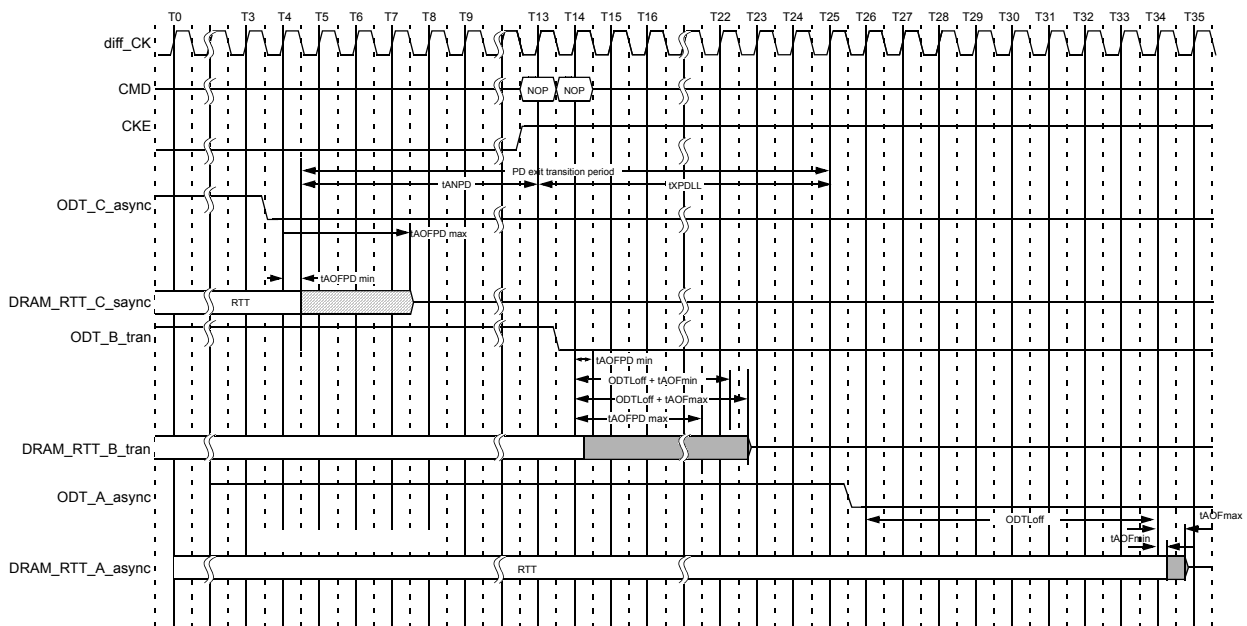 T0 T3 T4 T5 T6 T7 T8 T9 T13 T14 T15 T16 T22 T23 T24 T25 T26 T27 T28 T29 T30 T31 T32 T33 T34 T35
diff_CK
CMD NOP NOP
CKE
PD exit transition period
tANPD tXPDLL
ODT_C_async
tAOFPD max
tAOFPD min
DRAM_RTT_C_sync RTT
ODT_B_tran
tAOFPD min
ODTLoff + tAOFmin
ODTLoff + tAOFmax
tAOFPD max
DRAM_RTT_B_tran
ODT_A_async
ODTLoff tAOFmax
tAOFmin
DRAM_RTT_A_async RTT